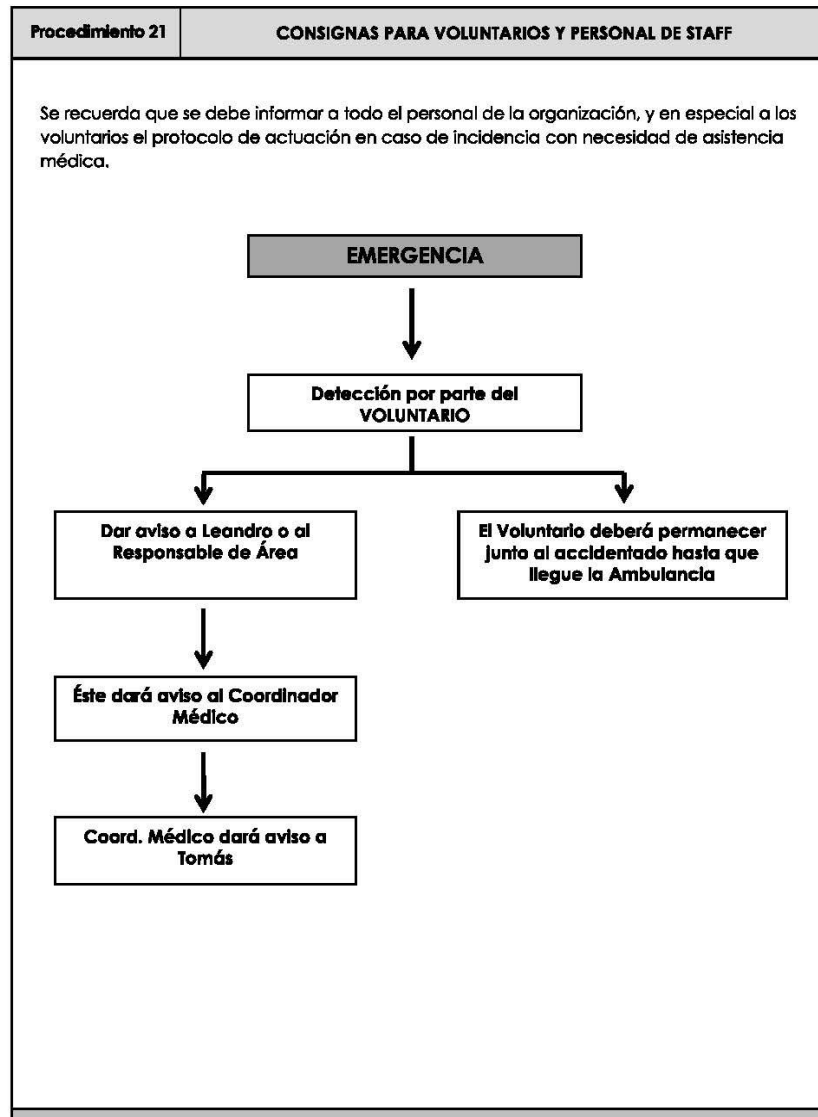 Procedimiento 21
CONSIGNAS PARA VOLUNTARIOS Y PERSONAL DE STAFF
Se recuerda que se debe informar a todo el personal de la organización, y en especial a los
voluntarios el protocolo de actuación en caso de incidencia con necesidad de asistencia
médica.
EMERGENCIA
Detección por parte del
VOLUNTARIO
Dar aviso a Leandro o al
Responsable de Área
El Voluntario deberá permanecer
junto al accidentado hasta que
llegue la Ambulancia
Éste dará aviso al Coordinador
Médico
Coord. Médico dará aviso a
Tomás